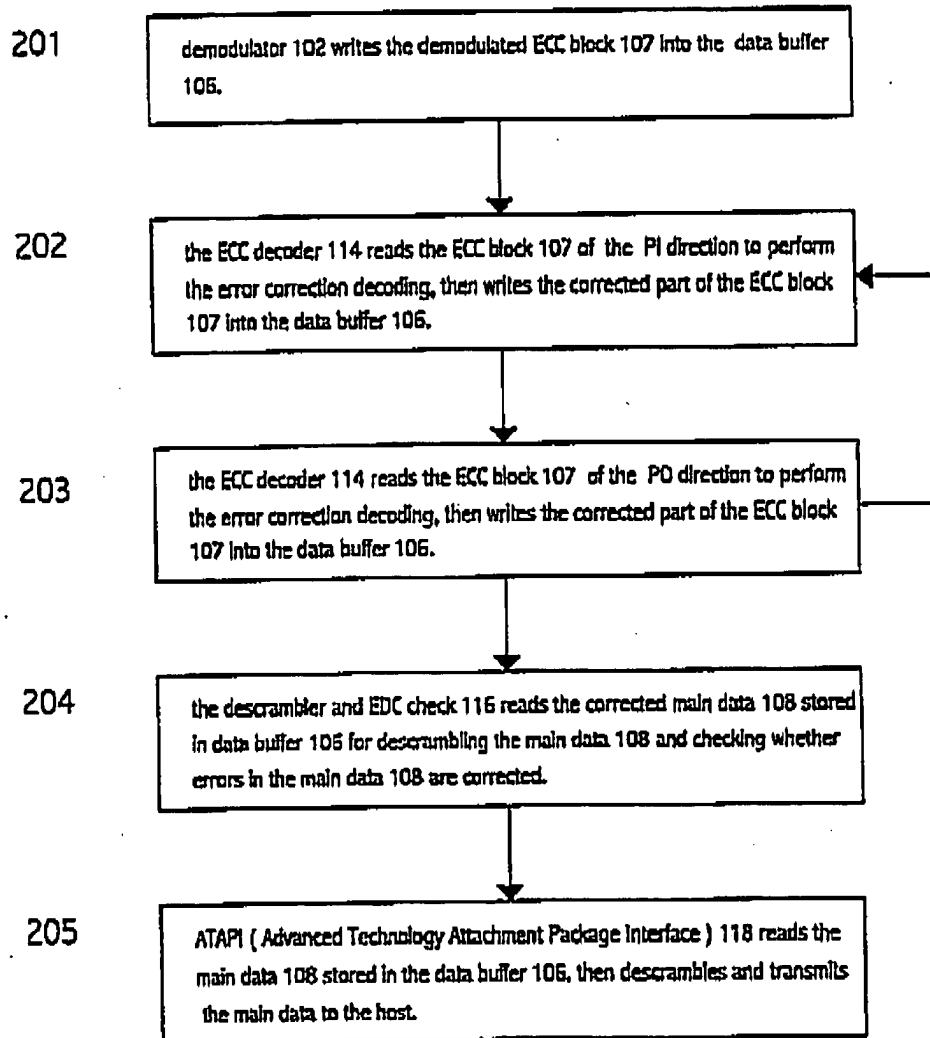 201
demodulator 102 writes the demodulated ECC block 107 into the data buffer
106.
202
the ECC decoder 114 reads the ECC block 107 of the PI direction to perform
the error correction decoding, then writes the corrected part of the ECC block
107 into the data buffer 106.
203
the ECC decoder 114 reads the ECC block 107 of the PO direction to perform
the error correction decoding, then writes the corrected part of the ECC block
107 into the data buffer 106.
204
the descrambler and EDC check 116 reads the corrected main data 108 stored
in data buffer 106 for descrambling the main data 108 and checking whether
errors in the main data 108 are corrected.
205
ATAPI ( Advanced Technology Attachment Package Interface ) 118 reads the
main data 108 stored in the data buffer 106, then descrambles and transmits
the main data to the host.